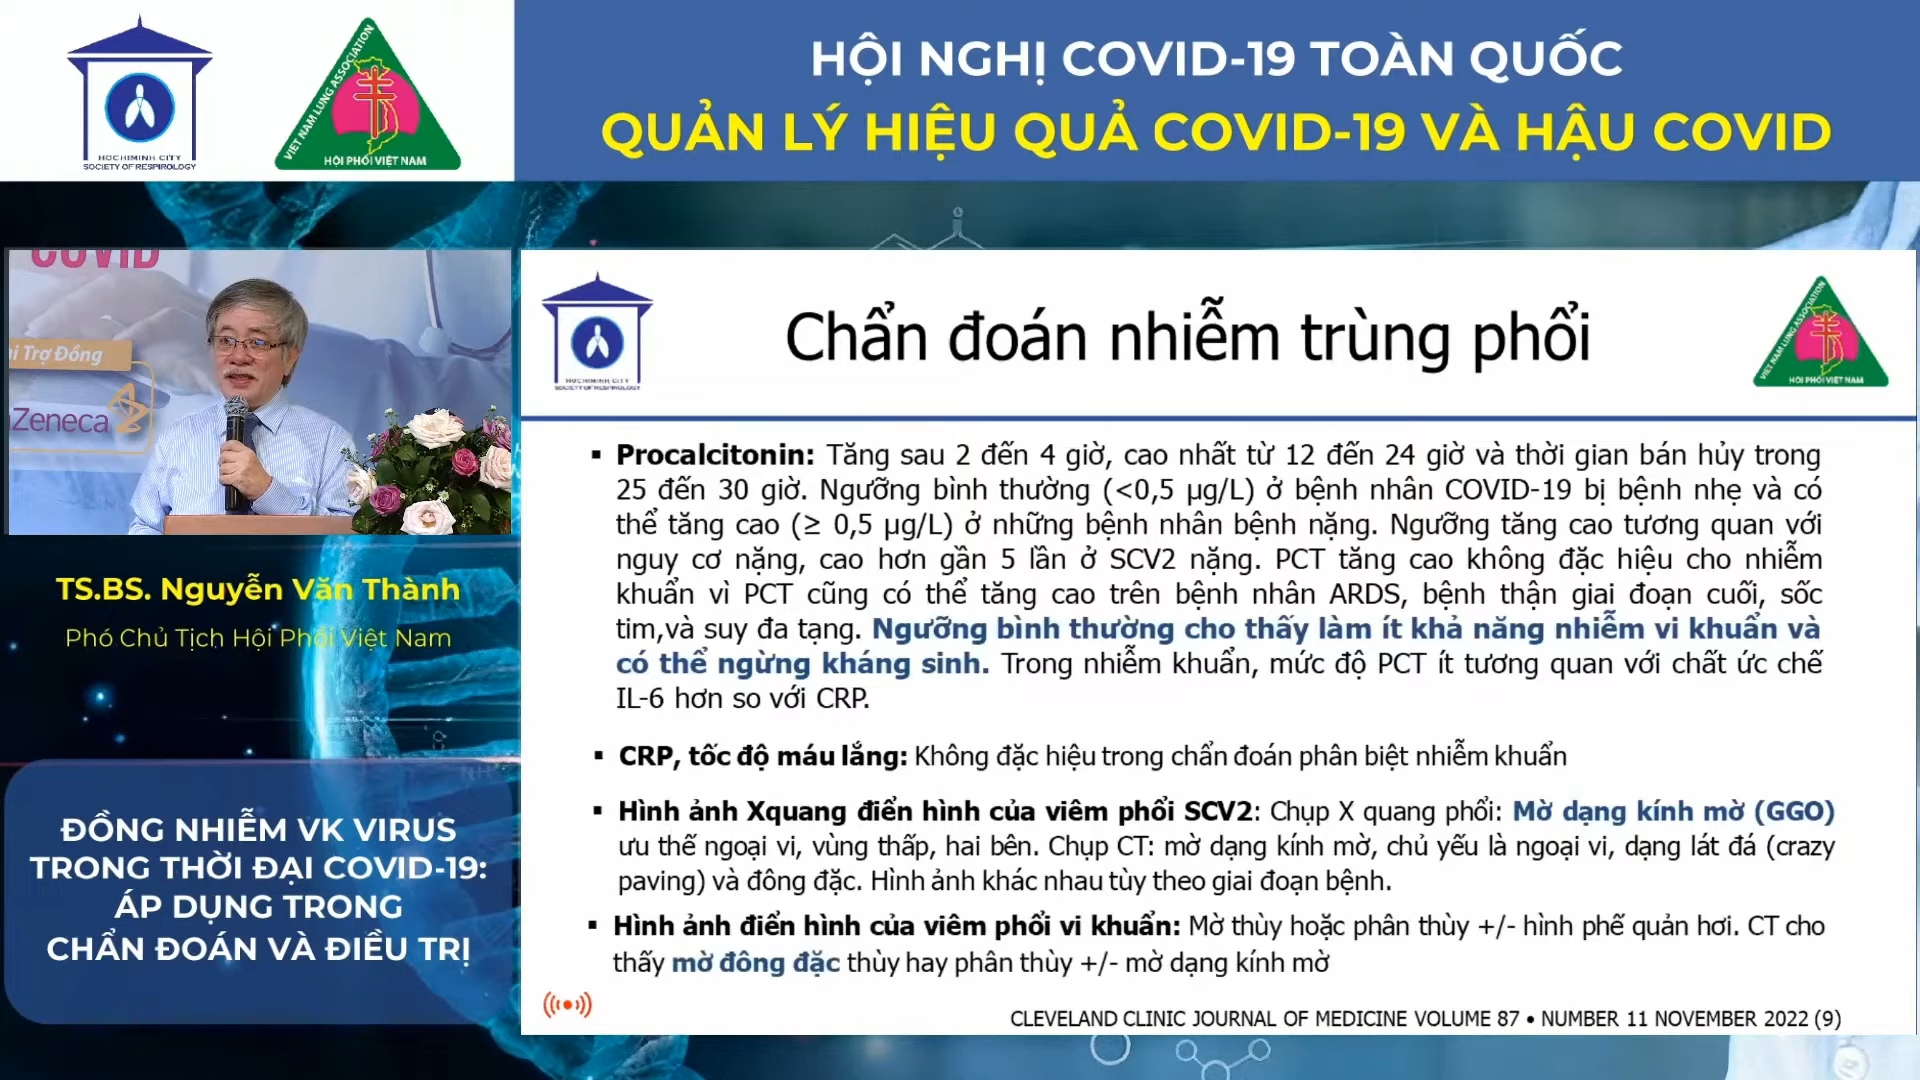 HOCHIMINH CITY
SOCIETY OF RESPIROLOGY
VIET NAM LUNG ASSOCIATION
HỘI PHỔI VIỆT NAM
HỘI NGHỊ COVID-19 TOÀN QUỐC
QUẢN LÝ HIỆU QUẢ COVID-19 VÀ HẬU COVID
COVID
i Trợ Đồng
Zeneca
TS.BS. Nguyễn Văn Thành
Phó Chủ Tịch Hội Phổi Việt Nam
ĐỒNG NHIỄM VK VIRUS
TRONG THỜI ĐẠI COVID-19:
ÁP DỤNG TRONG
CHẨN ĐOÁN VÀ ĐIỀU TRỊ
HOCHIMINH CITY
SOCIETY OF RESPIROLOGY
Chẩn đoán nhiễm trùng phổi
VIET NAM LUNG ASSOCIATION
HỘI PHỔI VIỆT NAM
▪ Procalcitonin: Tăng sau 2 đến 4 giờ, cao nhất từ 12 đến 24 giờ và thời gian bán hủy trong
25 đến 30 giờ. Ngưỡng bình thường (<0,5 µg/L) ở bệnh nhân COVID-19 bị bệnh nhẹ và có
thể tăng cao (≥ 0,5 µg/L) ở những bệnh nhân bệnh nặng. Ngưỡng tăng cao tương quan với
nguy cơ nặng, cao hơn gần 5 lần ở SCV2 nặng. PCT tăng cao không đặc hiệu cho nhiễm
khuẩn vì PCT cũng có thể tăng cao trên bệnh nhân ARDS, bệnh thận giai đoạn cuối, sốc
tim,và suy đa tạng. Ngưỡng bình thường cho thấy làm ít khả năng nhiễm vi khuẩn và
có thể ngừng kháng sinh. Trong nhiễm khuẩn, mức độ PCT ít tương quan với chất ức chế
IL-6 hơn so với CRP.
▪ CRP, tốc độ máu lắng: Không đặc hiệu trong chẩn đoán phân biệt nhiễm khuẩn
▪ Hình ảnh Xquang điển hình của viêm phổi SCV2: Chụp X quang phổi: Mờ dạng kính mờ (GGO)
ưu thế ngoại vi, vùng thấp, hai bên. Chụp CT: mờ dạng kính mờ, chủ yếu là ngoại vi, dạng lát đá (crazy
paving) và đông đặc. Hình ảnh khác nhau tùy theo giai đoạn bệnh.
▪ Hình ảnh điển hình của viêm phổi vi khuẩn: Mờ thùy hoặc phân thùy +/- hình phế quản hơi. CT cho
thấy mờ đông đặc thùy hay phân thùy +/- mờ dạng kính mờ
CLEVELAND CLINIC JOURNAL OF MEDICINE VOLUME 87 • NUMBER 11 NOVEMBER 2022 (9)